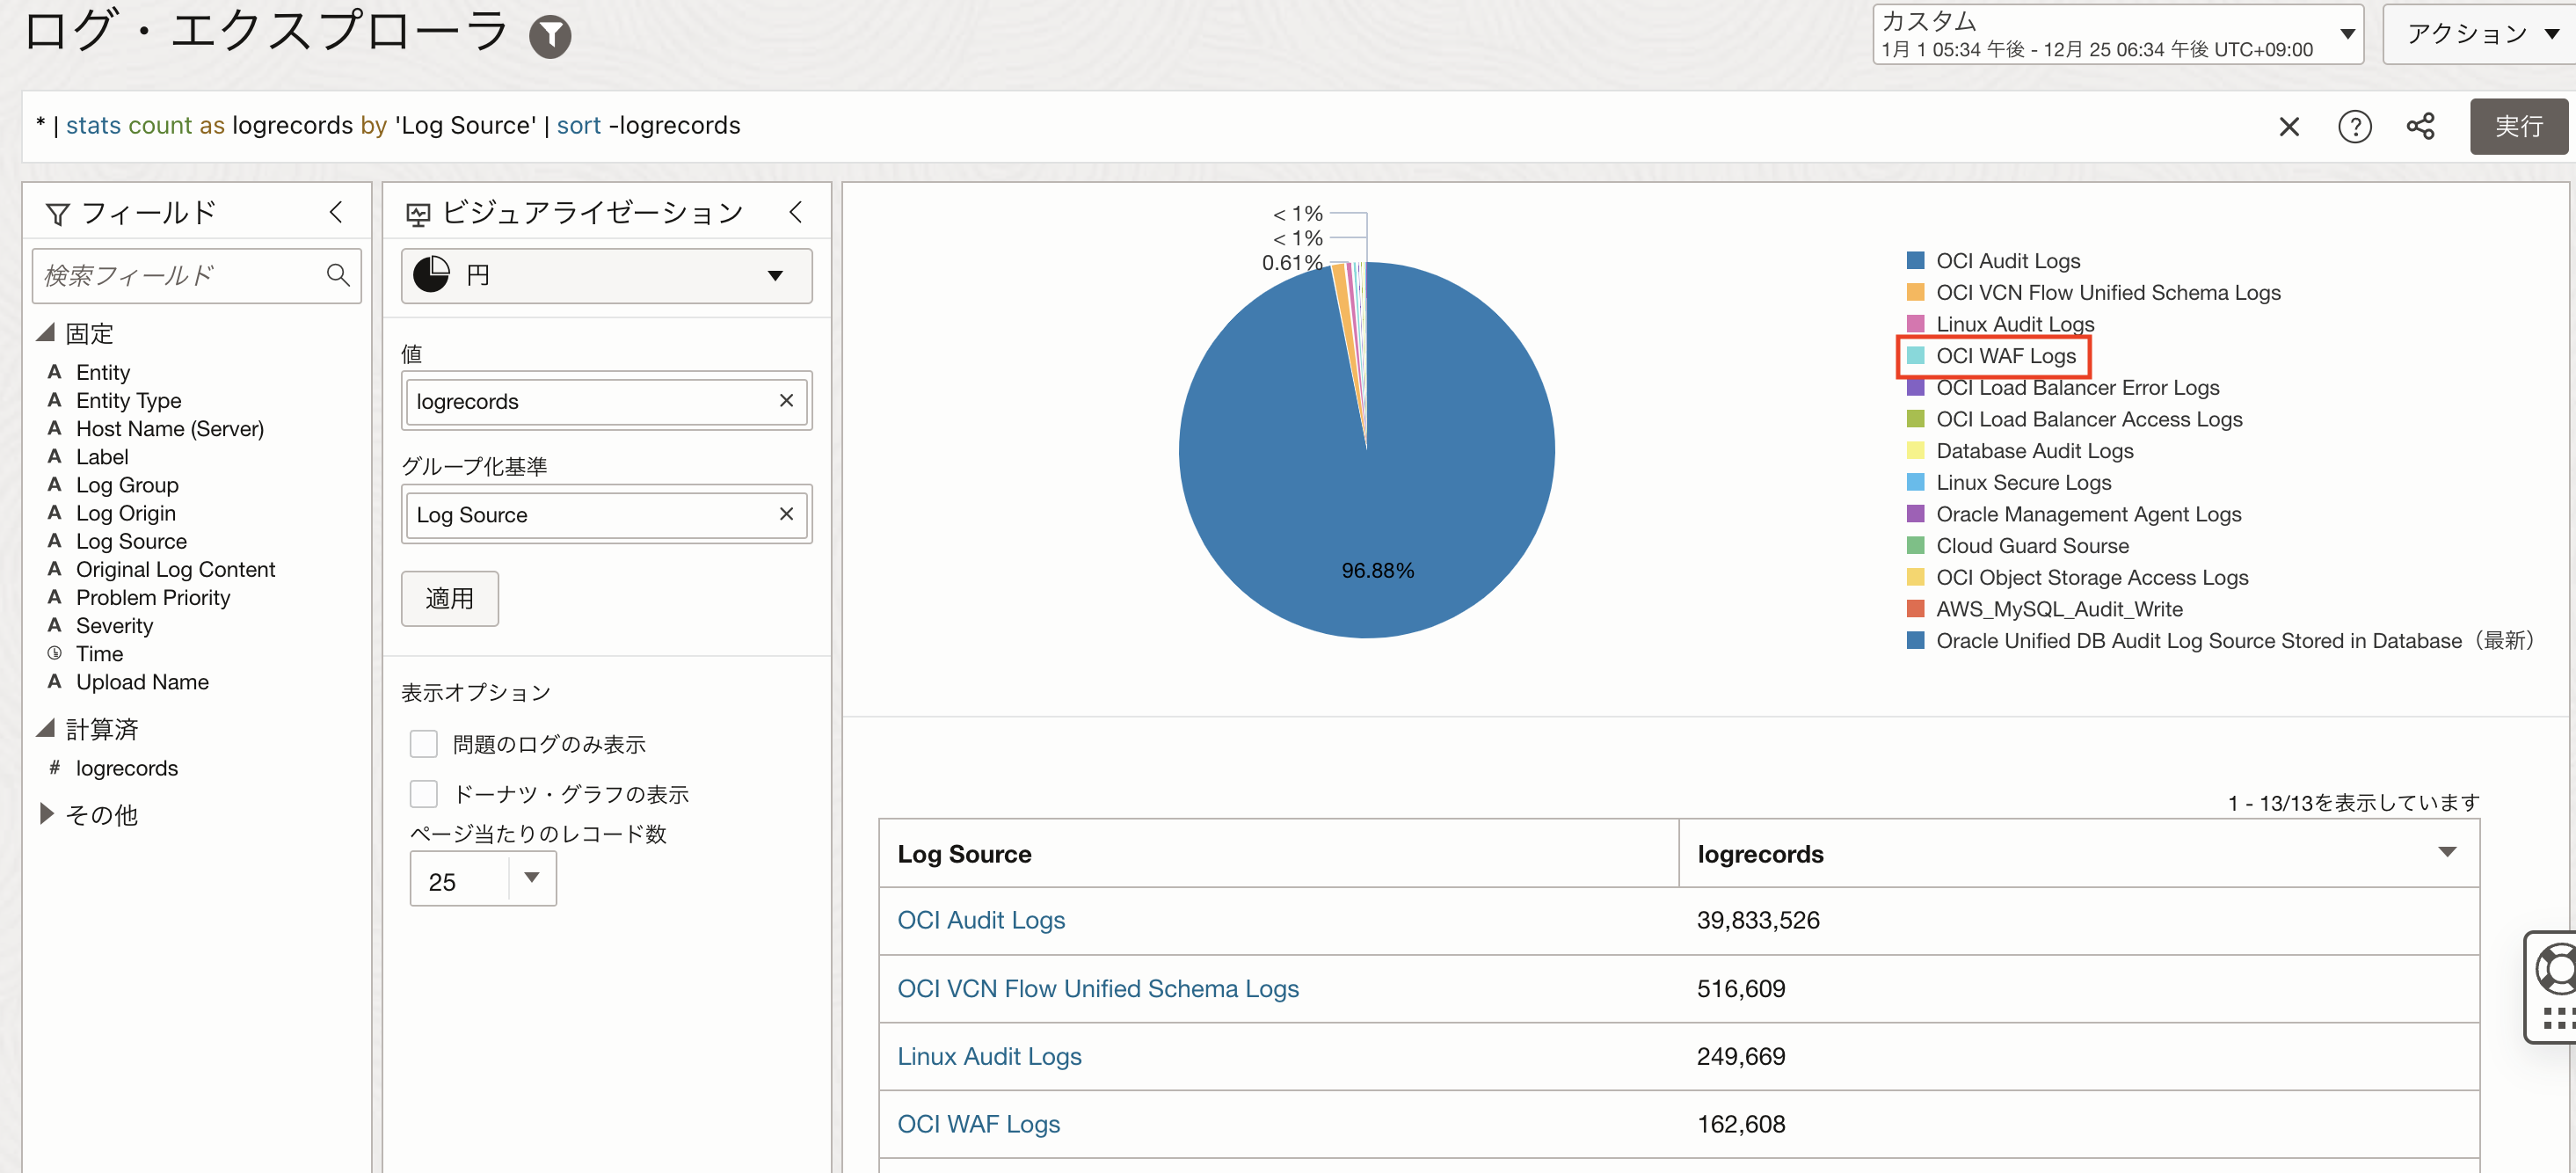 ログ・エクスプローラ
カスタム
1月 1 05:34 午後 - 12月 25 06:34 午後 UTC+09:00
アクション
* | stats count as logrecords by 'Log Source' | sort -logrecords
実行
フィールド
検索フィールド
固定
A Entity
A Entity Type
A Host Name (Server)
A Label
A Log Group
A Log Origin
A Log Source
A Original Log Content
A Problem Priority
A Severity
Time
A Upload Name
計算済
# logrecords
その他
ビジュアライゼーション
円
値
logrecords
グループ化基準
Log Source
適用
表示オプション
問題のログのみ表示
ドーナツ・グラフの表示
ページ当たりのレコード数
25
< 1%
< 1%
0.61%
96.88%
OCI Audit Logs
OCI VCN Flow Unified Schema Logs
Linux Audit Logs
OCI WAF Logs
OCI Load Balancer Error Logs
OCI Load Balancer Access Logs
Database Audit Logs
Linux Secure Logs
Oracle Management Agent Logs
Cloud Guard Sourse
OCI Object Storage Access Logs
AWS_MySQL_Audit_Write
Oracle Unified DB Audit Log Source Stored in Database（最新）
1 - 13/13を表示しています
Log Source logrecords
OCI Audit Logs 39,833,526
OCI VCN Flow Unified Schema Logs 516,609
Linux Audit Logs 249,669
OCI WAF Logs 162,608